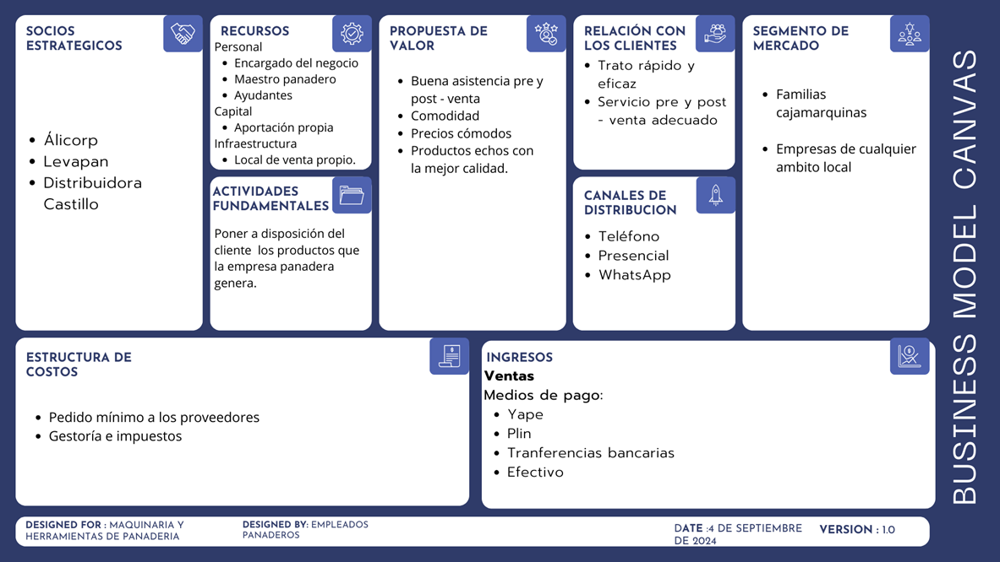 SOCIOS
ESTRATEGICOS
Álicorp
Levapan
Distribuidora
Castillo
RECURSOS
Personal
Encargado del negocio
Maestro panadero
Ayudantes
Capital
Aportación propia
Infraestructura
Local de venta propio.
ACTIVIDADES
FUNDAMENTALES
Poner a disposición del
cliente los productos que
la empresa panadera
genera.
PROPUESTA DE
VALOR
Buena asistencia pre y
post - venta
Comodidad
Precios cómodos
Productos echos con
la mejor calidad.
RELACIÓN CON
LOS CLIENTES
Trato rápido y
eficaz
Servicio pre y post
- venta adecuado
CANALES DE
DISTRIBUCION
Teléfono
Presencial
WhatsApp
SEGMENTO DE
MERCADO
Familias
cajamarquinas
Empresas de cualquier
ambito local
ESTRUCTURA DE
COSTOS
Pedido mínimo a los proveedores
Gestoría e impuestos
INGRESOS
Ventas
Medios de pago:
Yape
Plin
Tranferencias bancarias
Efectivo
DESIGNED FOR : MAQUINARIA Y
HERRAMIENTAS DE PANADERIA
DESIGNED BY: EMPLEADOS
PANADEROS
DATE :4 DE SEPTIEMBRE
DE 2024
VERSION : 1.0
BUSINESS MODEL CANVAS